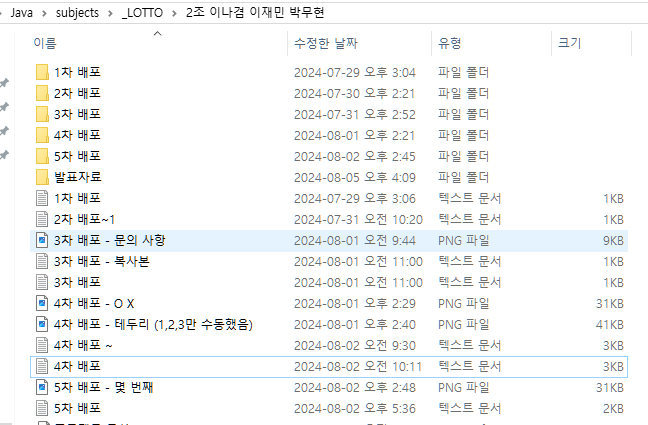 Java > subjects > _LOTTO > 2조 이나겸 이재민 박무현
이름 수정한 날짜 유형 크기
1차 배포 2024-07-29 오후 3:04 파일 폴더
2차 배포 2024-07-30 오후 2:21 파일 폴더
3차 배포 2024-07-31 오후 2:52 파일 폴더
4차 배포 2024-08-01 오후 2:21 파일 폴더
5차 배포 2024-08-02 오후 2:45 파일 폴더
발표자료 2024-08-05 오후 4:09 파일 폴더
1차 배포 2024-07-29 오후 3:06 텍스트 문서 1KB
2차 배포~1 2024-07-31 오전 10:20 텍스트 문서 1KB
3차 배포 - 문의 사항 2024-08-01 오전 9:44 PNG 파일 9KB
3차 배포 - 복사본 2024-08-01 오전 11:00 텍스트 문서 1KB
3차 배포 2024-08-01 오전 11:00 텍스트 문서 1KB
4차 배포 - O X 2024-08-01 오후 2:29 PNG 파일 31KB
4차 배포 - 테두리 (1,2,3만 수동했음) 2024-08-01 오후 2:40 PNG 파일 41KB
4차 배포 ~ 2024-08-02 오전 9:30 텍스트 문서 3KB
4차 배포 2024-08-02 오전 10:11 텍스트 문서 3KB
5차 배포 - 몇 번째 2024-08-02 오후 2:48 PNG 파일 31KB
5차 배포 2024-08-02 오후 5:36 텍스트 문서 2KB